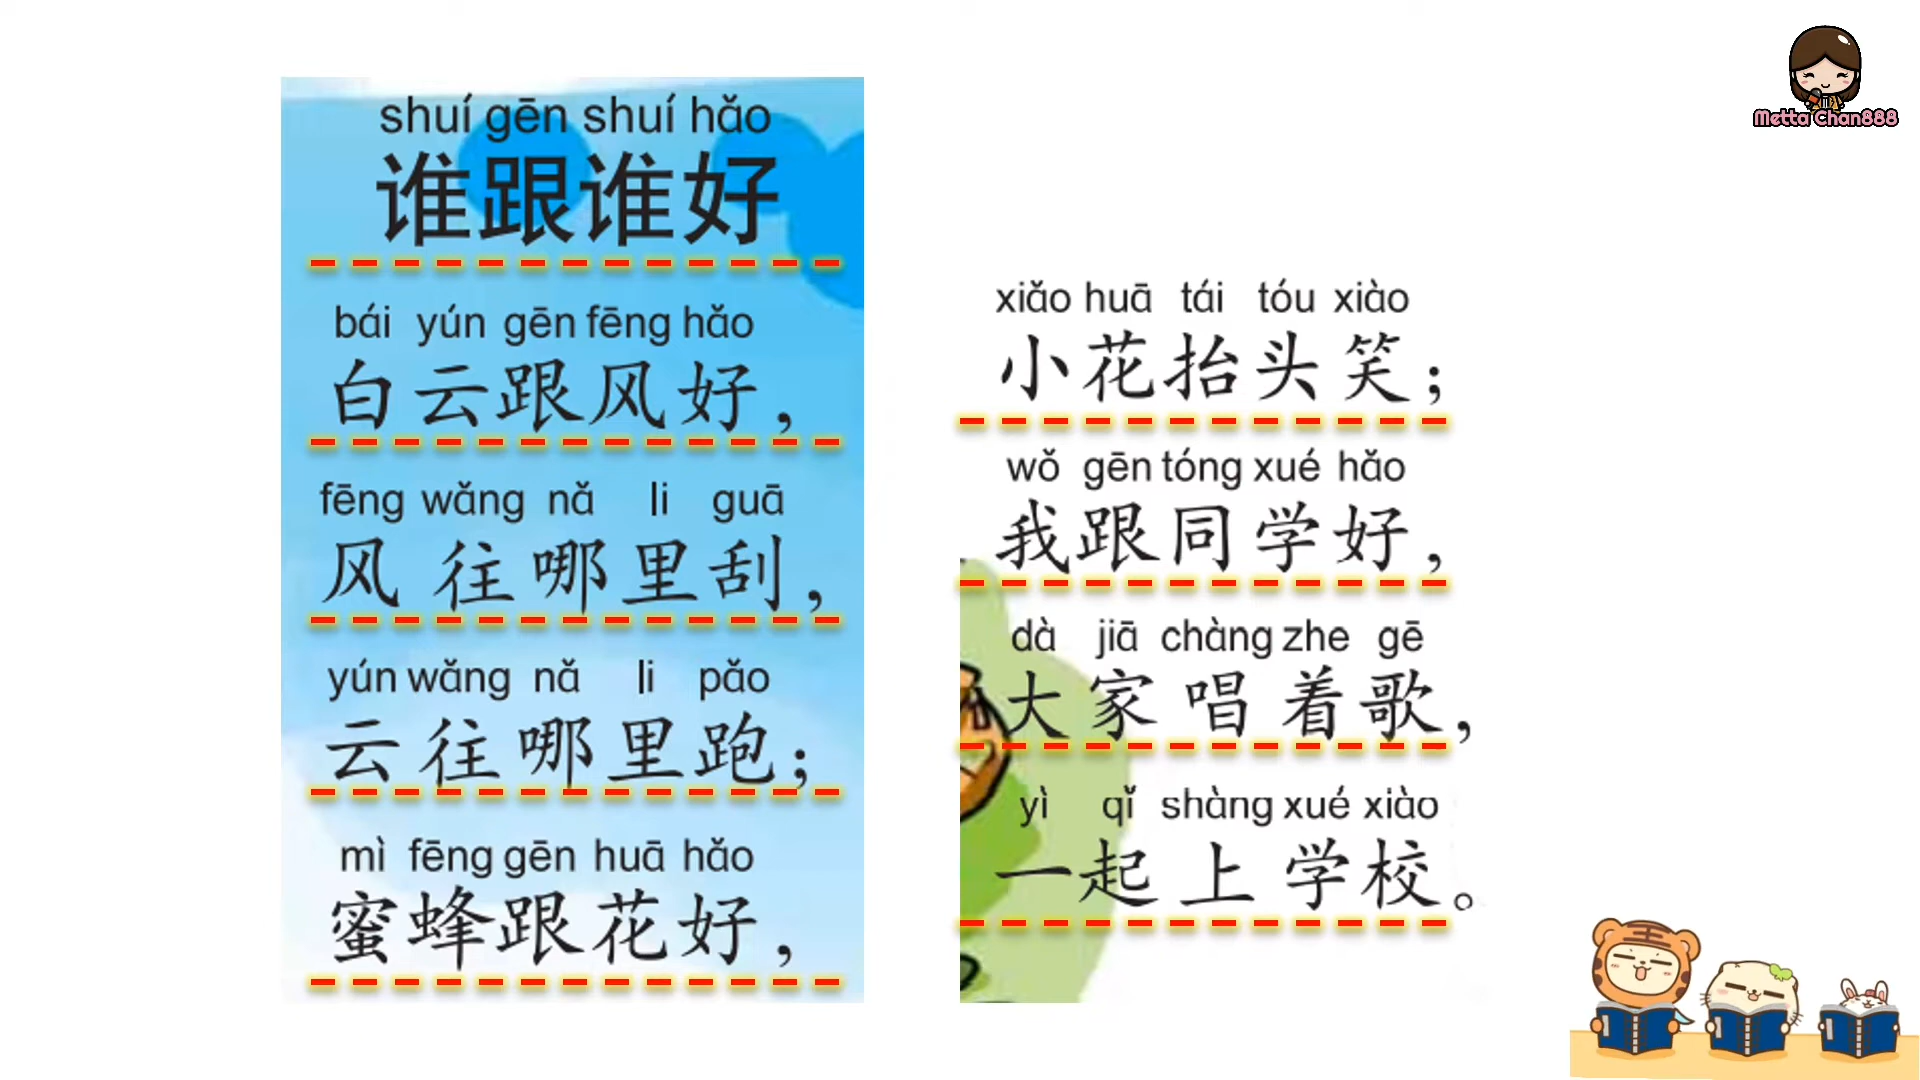 shuí gēn shuí hǎo
谁跟谁好
bái yún gēn fēng hǎo
白云跟风好，
fēng wǎng nǎ li guā
风往哪里刮，
yún wǎng nǎ li pǎo
云往哪里跑；
mì fēng gēn huā hǎo
蜜蜂跟花好，
xiǎo huā tái tóu xiào
小花抬头笑；
wǒ gēn tóng xué hǎo
我跟同学好，
dà jiā chàng zhe gē
大家唱着歌，
yì qǐ shàng xué xiào
一起上学校。
Metta Chan888
王